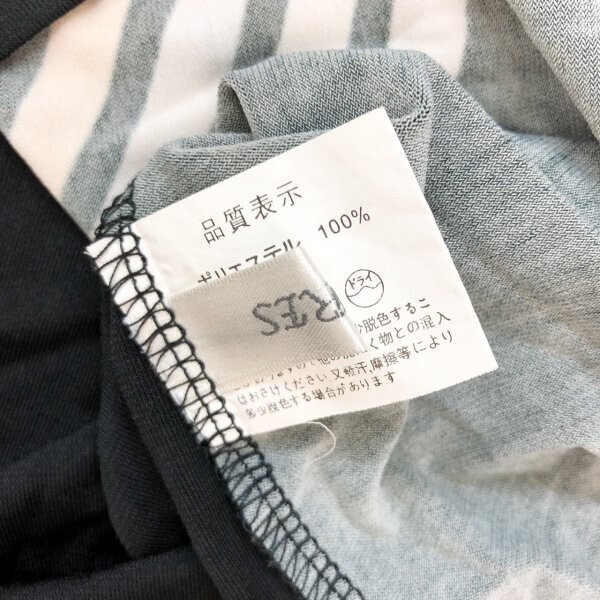 品質表示
ポリエステル 100%
ドライ
RES
脱色するこ
物との混入
はおさけください.又,軟汗,摩擦等により
多少脱色する場合があります